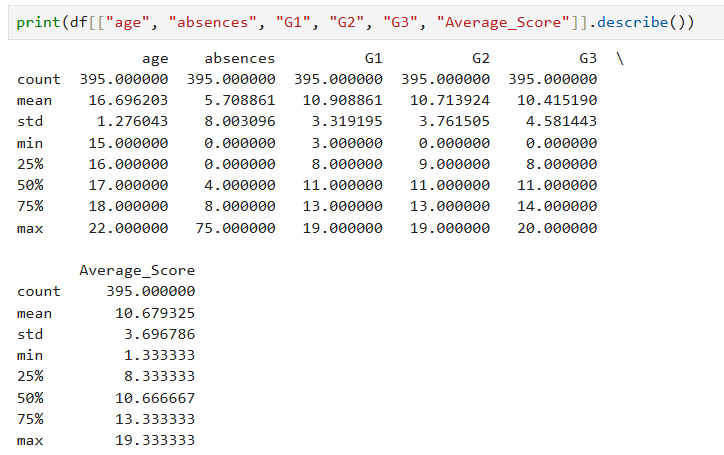 print(df[["age", "absences", "G1", "G2", "G3", "Average_Score"]].describe())
              age    absences          G1          G2          G3  \
count  395.000000  395.000000  395.000000  395.000000  395.000000
mean    16.696203    5.708861   10.908861   10.713924   10.415190
std      1.276043    8.003096    3.319195    3.761505    4.581443
min     15.000000    0.000000    3.000000    0.000000    0.000000
25%     16.000000    0.000000    8.000000    9.000000    8.000000
50%     17.000000    4.000000   11.000000   11.000000   11.000000
75%     18.000000    8.000000   13.000000   13.000000   14.000000
max     22.000000   75.000000   19.000000   19.000000   20.000000
       Average_Score
count     395.000000
mean       10.679325
std         3.696786
min         1.333333
25%         8.333333
50%        10.666667
75%        13.333333
max        19.333333